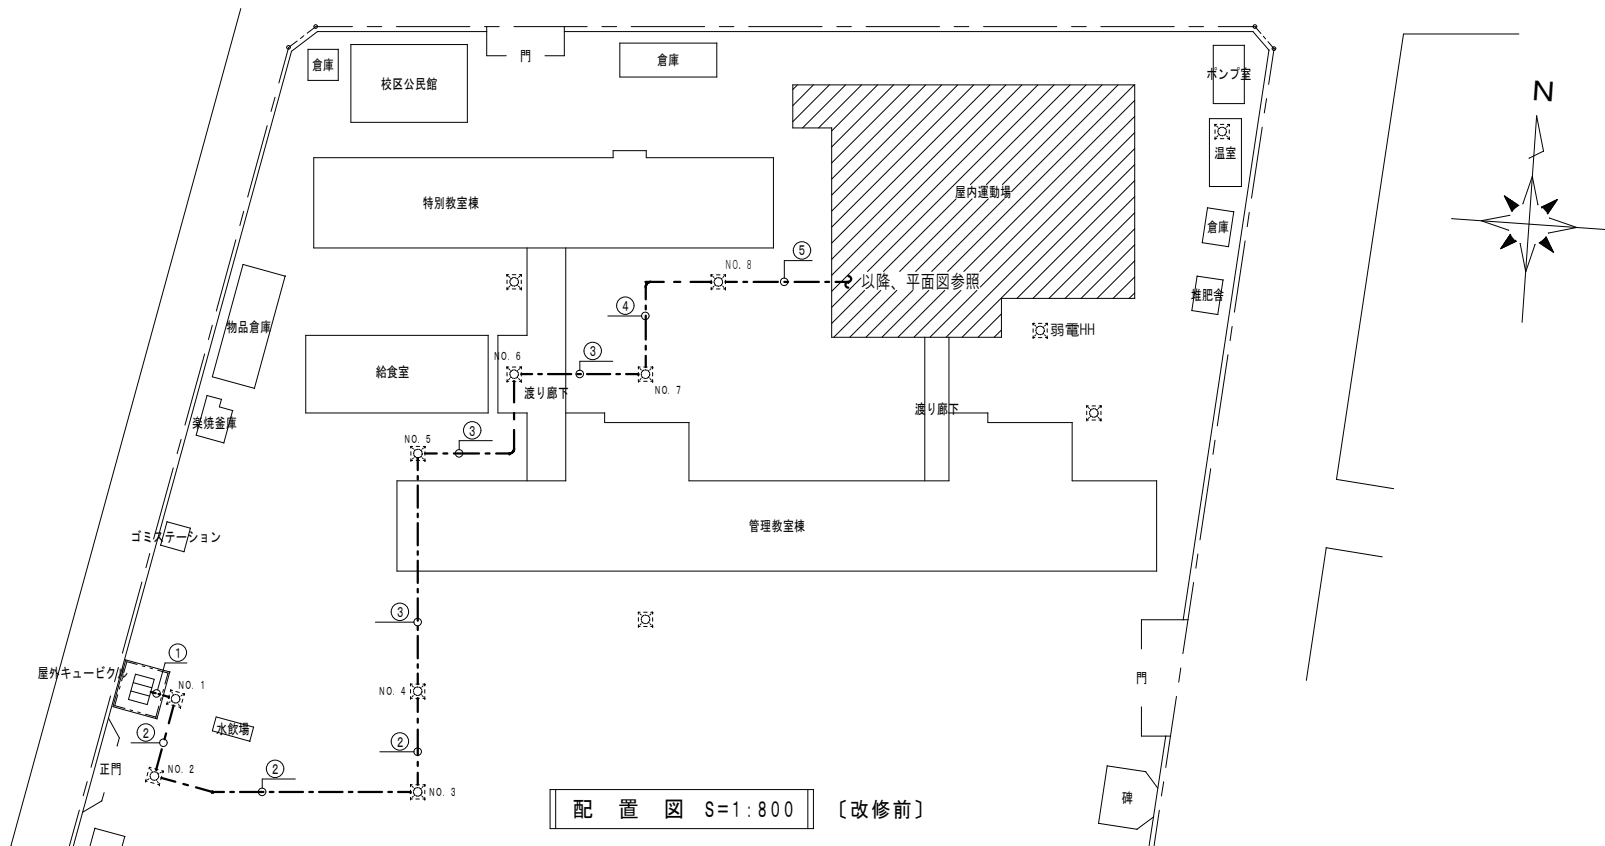 門
倉庫
校区公民館
倉庫
ポンプ室
N
温室
特別教室棟
屋内運動場
倉庫
⑤
NO. 8
以降、平面図参照
堆肥舎
④
物品倉庫
弱電HH
③
NO. 6
給食室
渡り廊下
NO. 7
渡り廊下
楽焼釜庫
③
NO. 5
管理教室棟
ゴミステーション
③
①
屋外キュービクル
NO. 1
NO. 4
門
水飲場
②
②
正門
NO. 2
②
NO. 3
碑
配 置 図 S=1:800 〔改修前〕